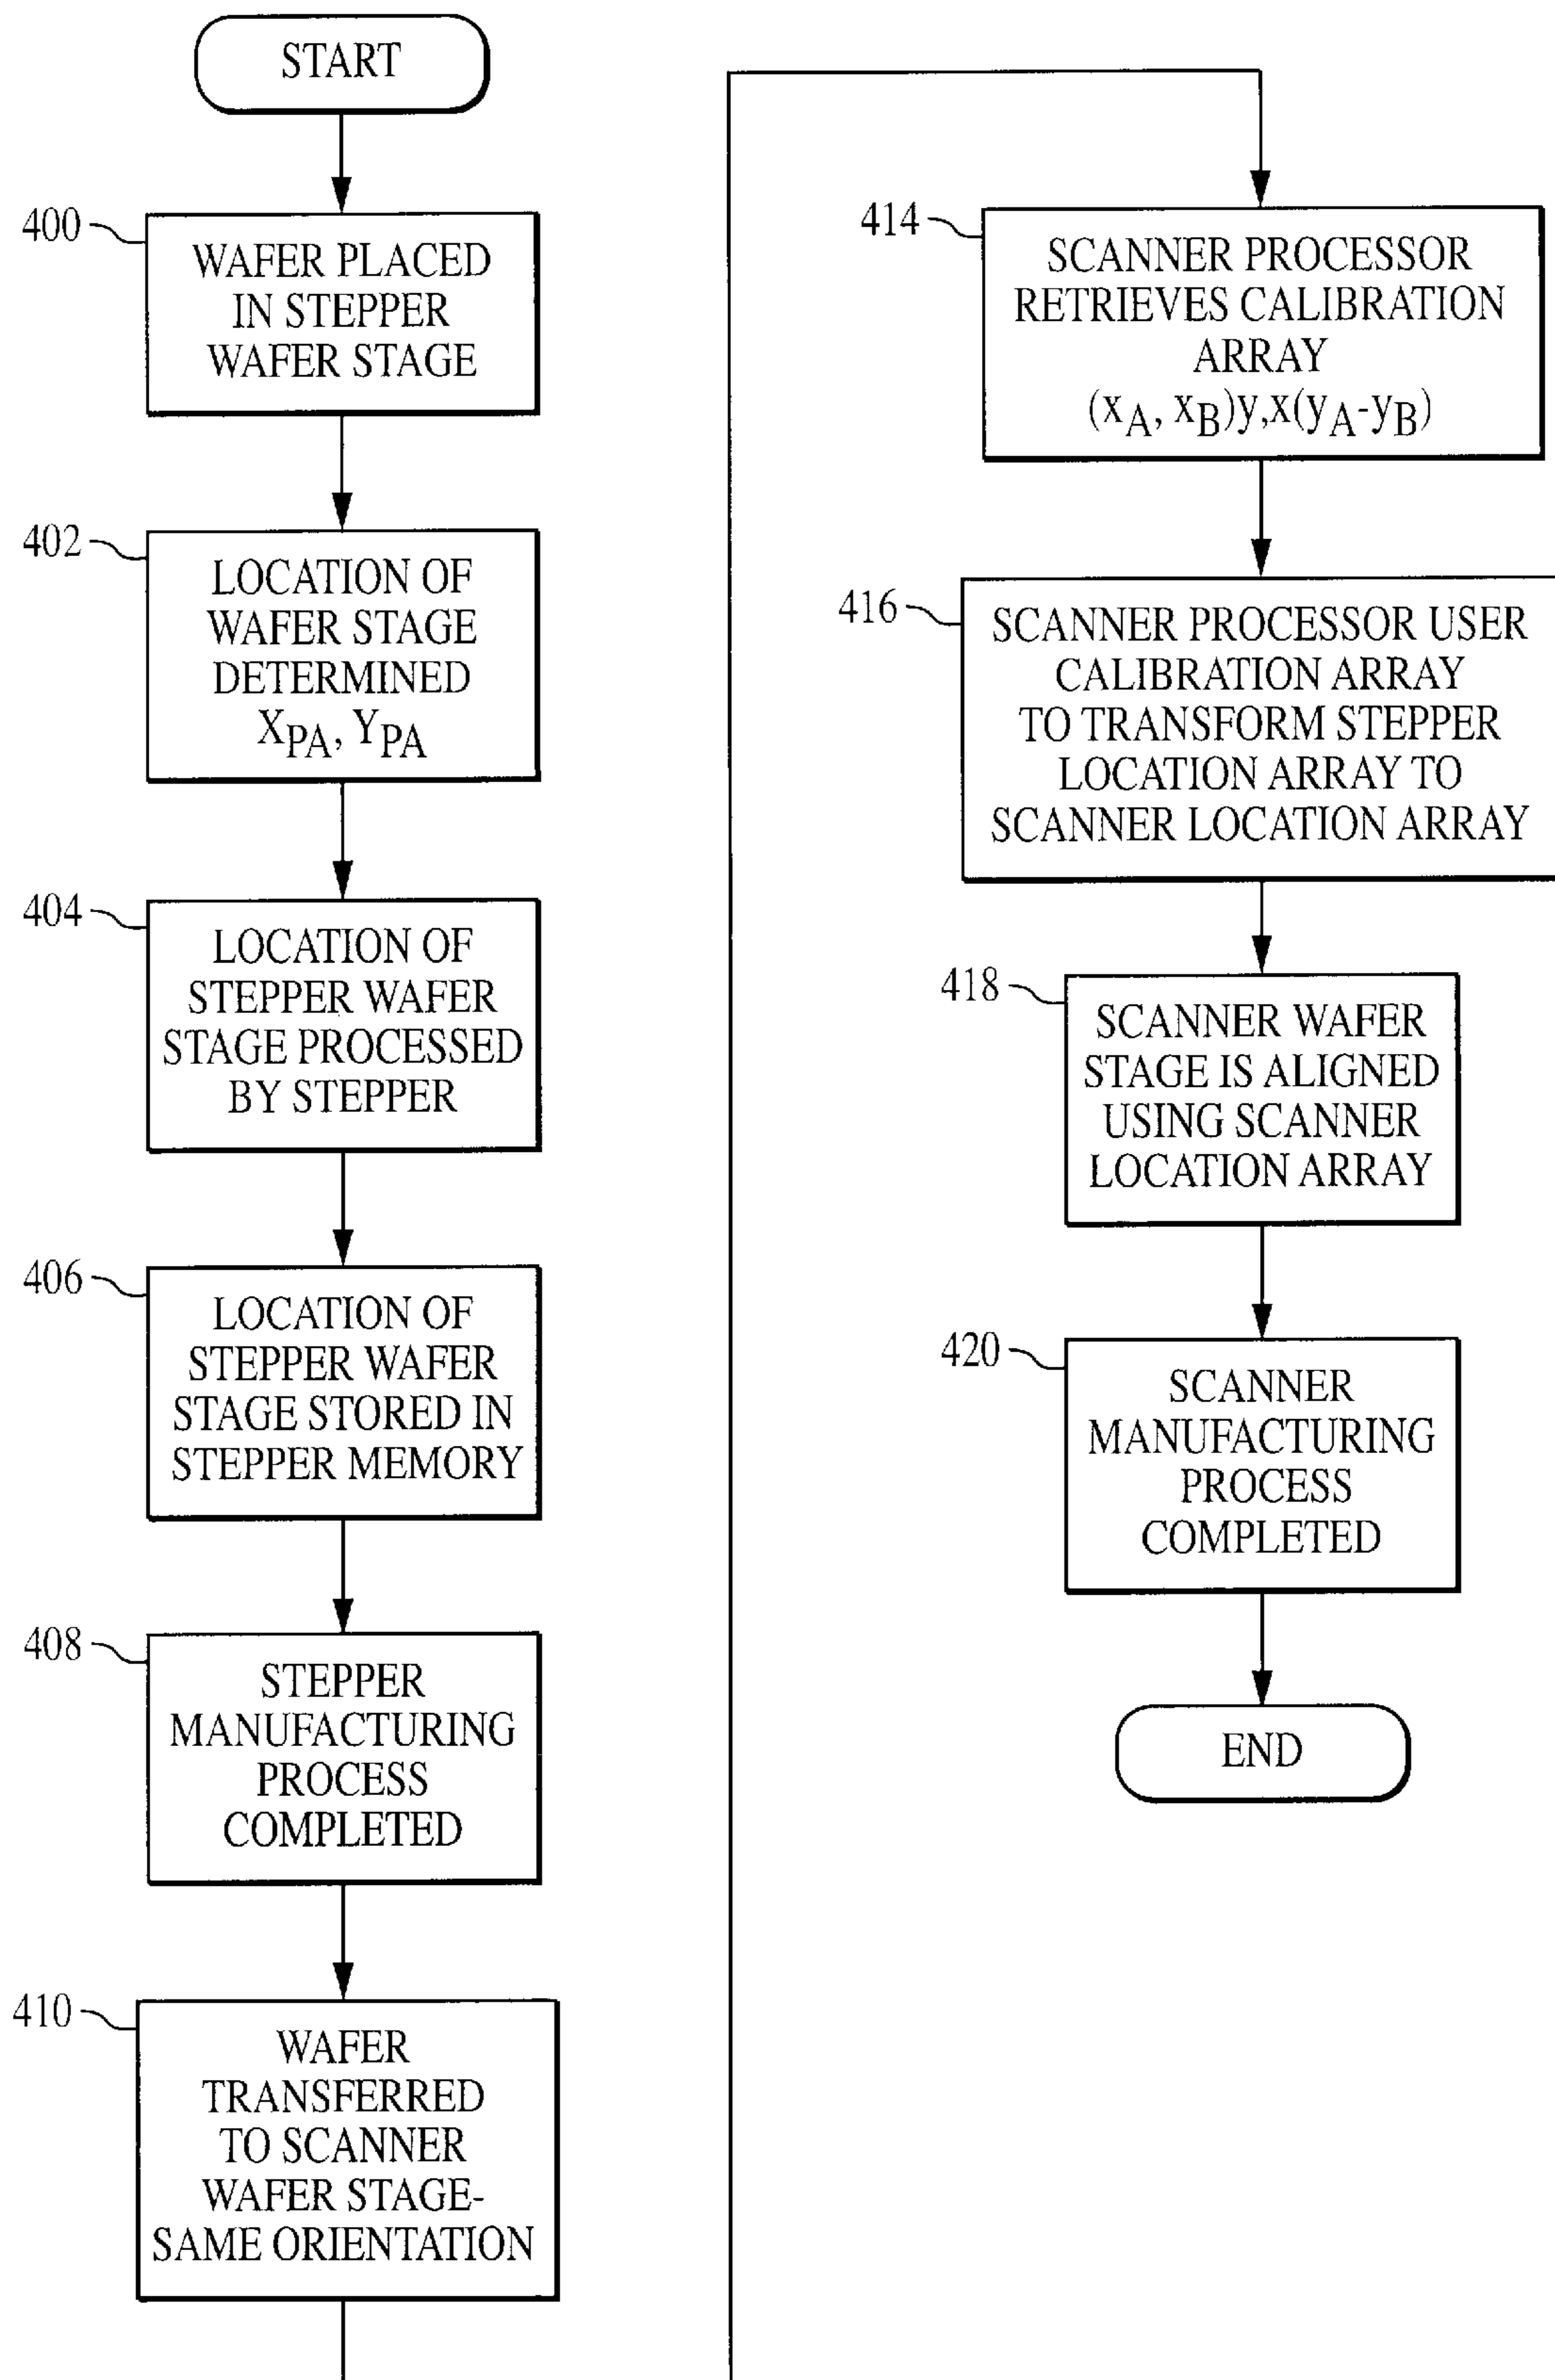 START
400
WAFER PLACED
IN STEPPER
WAFER STAGE
402
LOCATION OF
WAFER STAGE
DETERMINED
XPA, YPA
404
LOCATION OF
STEPPER WAFER
STAGE PROCESSED
BY STEPPER
406
LOCATION OF
STEPPER WAFER
STAGE STORED IN
STEPPER MEMORY
408
STEPPER
MANUFACTURING
PROCESS
COMPLETED
410
WAFER
TRANSFERRED
TO SCANNER
WAFER STAGE-
SAME ORIENTATION
414
SCANNER PROCESSOR
RETRIEVES CALIBRATION
ARRAY
(xA, xB)y,x(yA-yB)
416
SCANNER PROCESSOR USER
CALIBRATION ARRAY
TO TRANSFORM STEPPER
LOCATION ARRAY TO
SCANNER LOCATION ARRAY
418
SCANNER WAFER
STAGE IS ALIGNED
USING SCANNER
LOCATION ARRAY
420
SCANNER
MANUFACTURING
PROCESS
COMPLETED
END